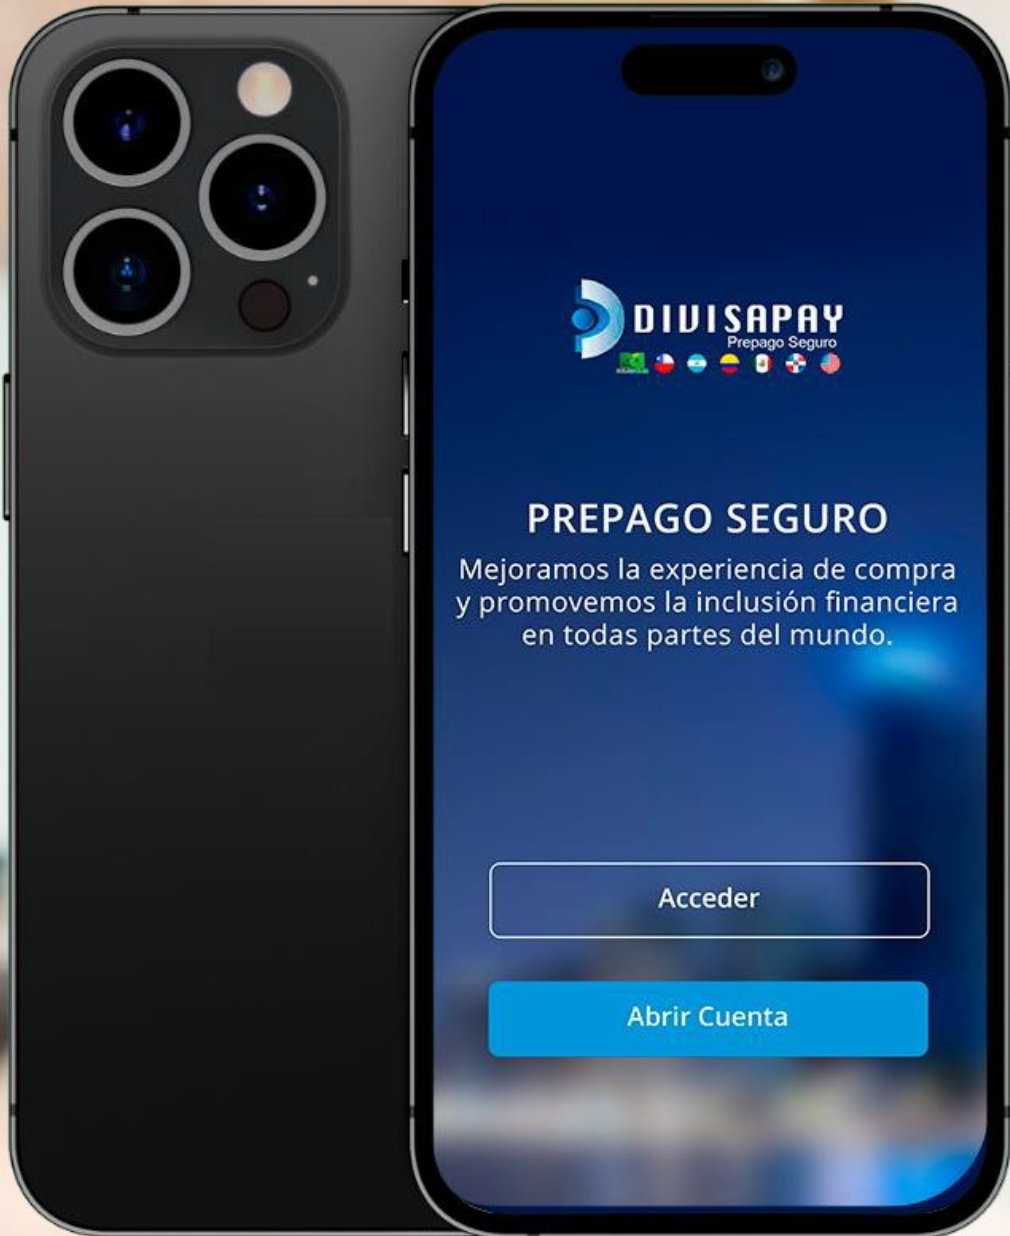 DIVISAPAY
Prepago Seguro
PREPAGO SEGURO
Mejoramos la experiencia de compra
y promovemos la inclusión financiera
en todas partes del mundo.
Acceder
Abrir Cuenta